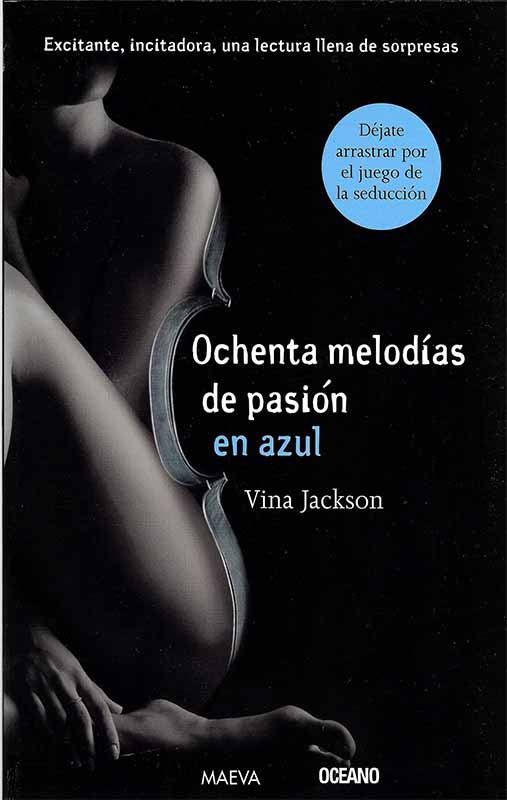 Excitante, incitadora, una lectura llena de sorpresas
Déjate
arrastrar por
el juego de
la seducción
Ochenta melodías
de pasión
en azul
Vina Jackson
MAEVA
OCEANO